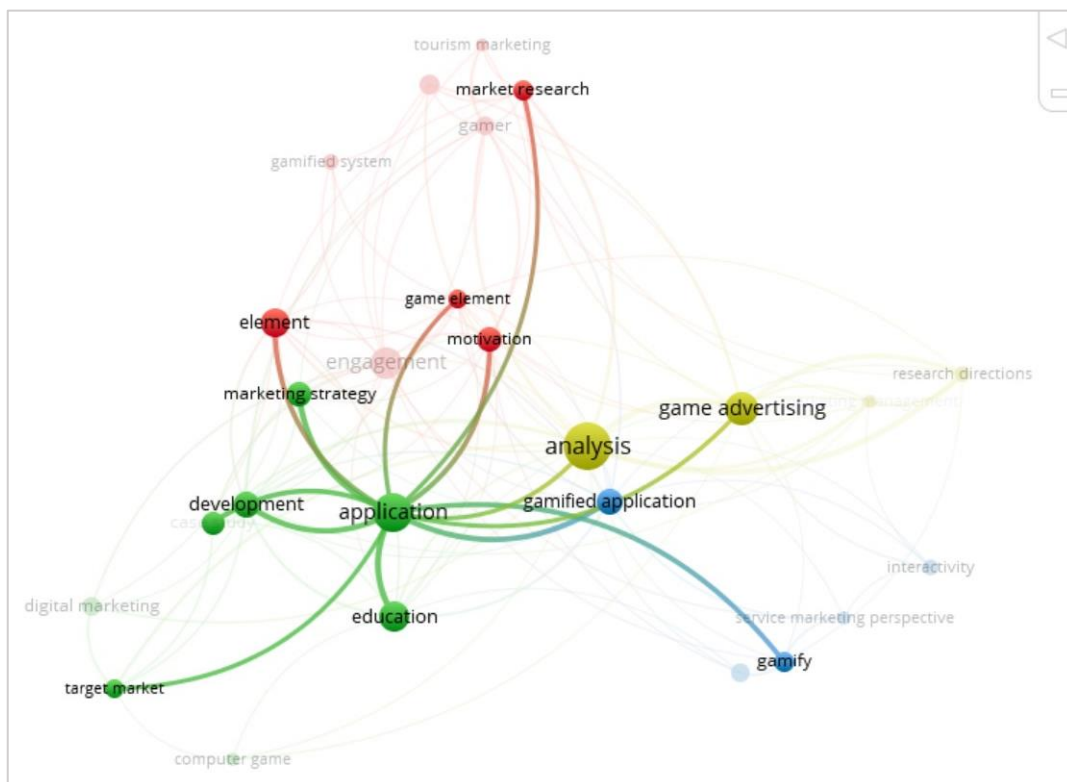 tourism marketing
market research
gamer
gamified system
game element
element
motivation
engagement
research directions
marketing strategy
game advertising
analysis
gamified application
development
application
interactivity
digital marketing
education
service marketing perspective
gamify
target market
computer game